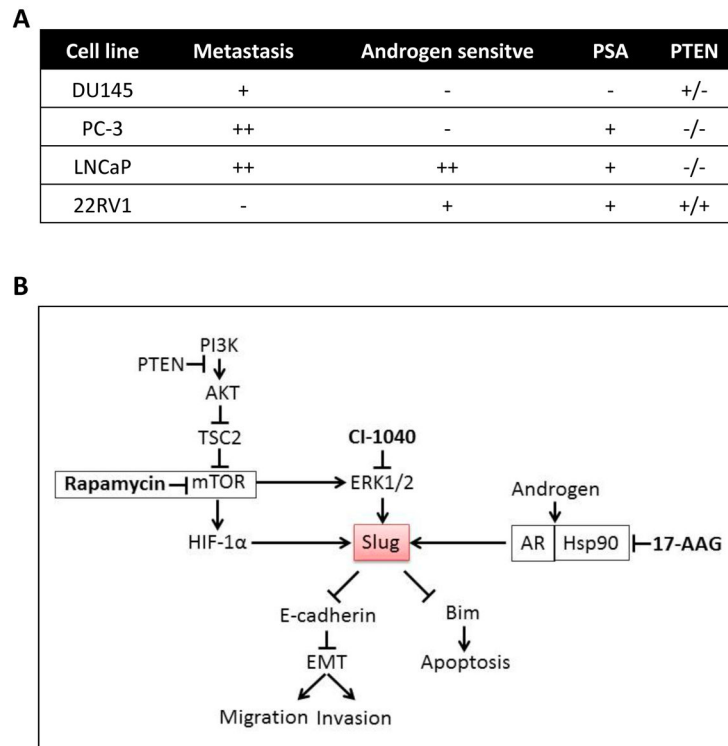 A
Cell line Metastasis Androgen sensitve PSA PTEN
DU145 + - - +/-
PC-3 ++ - + -/-
LNCaP ++ ++ + -/-
22RV1 - + + +/+
B
PI3K
PTEN
AKT
TSC2
CI-1040
Rapamycin mTOR ERK1/2
Androgen
HIF-1α Slug AR Hsp90 17-AAG
E-cadherin Bim
EMT Apoptosis
Migration Invasion